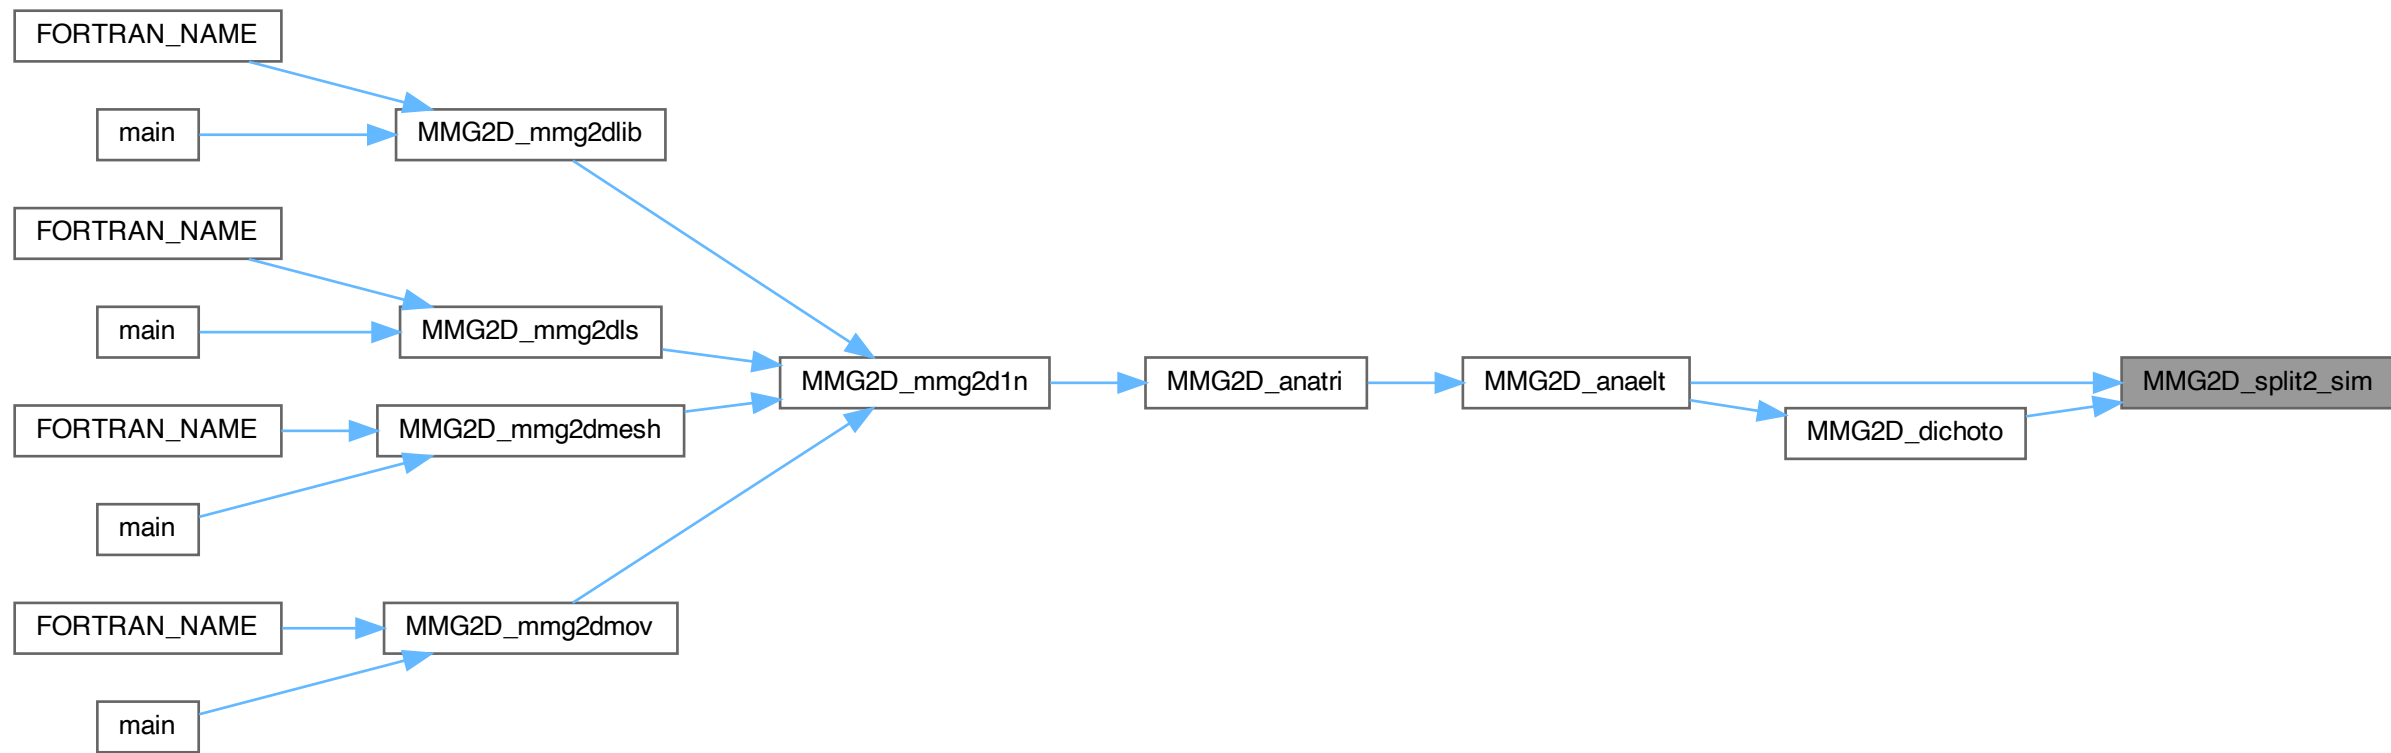 FORTRAN_NAME
main
MMG2D_mmg2dlib
FORTRAN_NAME
main
MMG2D_mmg2dls
FORTRAN_NAME
main
MMG2D_mmg2dmesh
FORTRAN_NAME
main
MMG2D_mmg2dmov
MMG2D_mmg2d1n
MMG2D_anatri
MMG2D_anaelt
MMG2D_dichoto
MMG2D_split2_sim